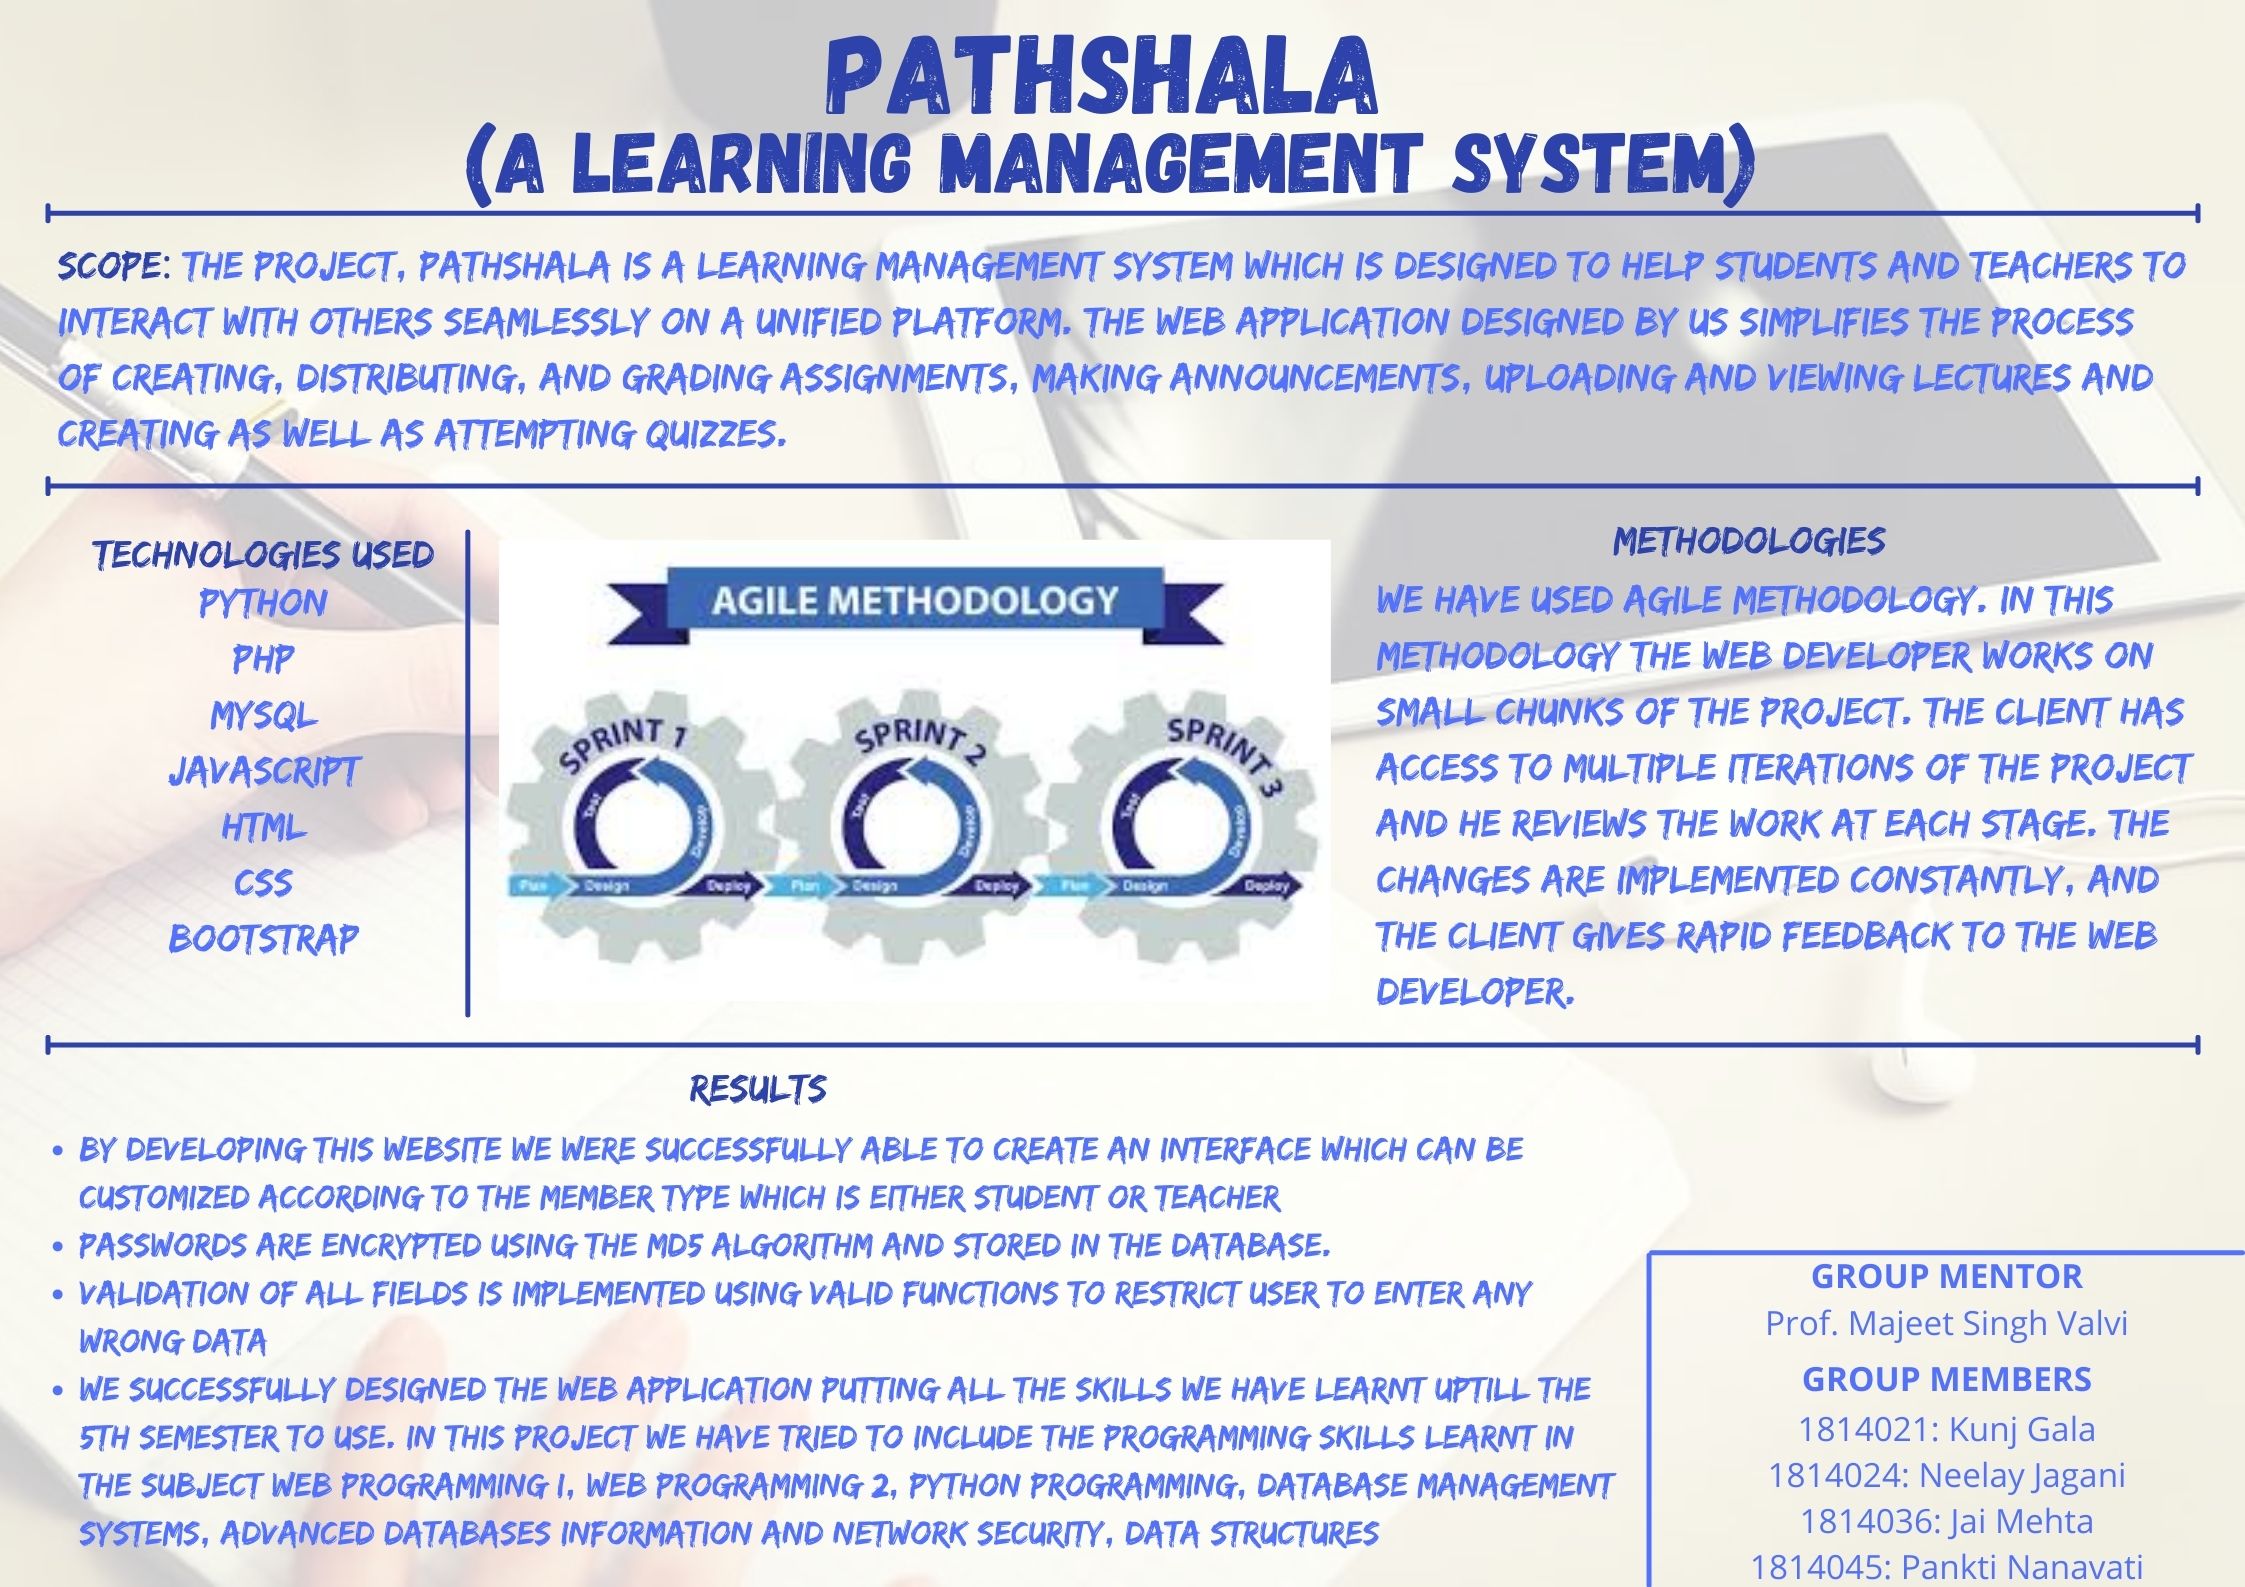 PATHSHALA
(A LEARNING MANAGEMENT SYSTEM)
SCOPE: THE PROJECT, PATHSHALA IS A LEARNING MANAGEMENT SYSTEM WHICH IS DESIGNED TO HELP STUDENTS AND TEACHERS TO
INTERACT WITH OTHERS SEAMLESSLY ON A UNIFIED PLATFORM. THE WEB APPLICATION DESIGNED BY US SIMPLIFIES THE PROCESS
OF CREATING, DISTRIBUTING, AND GRADING ASSIGNMENTS, MAKING ANNOUNCEMENTS, UPLOADING AND VIEWING LECTURES AND
CREATING AS WELL AS ATTEMPTING QUIZZES.
TECHNOLOGIES USED
PYTHON
PHP
MYSQL
JAVASCRIPT
HTML
CSS
BOOTSTRAP
AGILE METHODOLOGY
SPRINT 1
Test
Develop
Plan
Design
Deploy
SPRINT 2
Test
Develop
Plan
Design
Deploy
SPRINT 3
Test
Develop
Plan
Design
Deploy
METHODOLOGIES
WE HAVE USED AGILE METHODOLOGY. IN THIS
METHODOLOGY THE WEB DEVELOPER WORKS ON
SMALL CHUNKS OF THE PROJECT. THE CLIENT HAS
ACCESS TO MULTIPLE ITERATIONS OF THE PROJECT
AND HE REVIEWS THE WORK AT EACH STAGE. THE
CHANGES ARE IMPLEMENTED CONSTANTLY, AND
THE CLIENT GIVES RAPID FEEDBACK TO THE WEB
DEVELOPER.
RESULTS
• BY DEVELOPING THIS WEBSITE WE WERE SUCCESSFULLY ABLE TO CREATE AN INTERFACE WHICH CAN BE
CUSTOMIZED ACCORDING TO THE MEMBER TYPE WHICH IS EITHER STUDENT OR TEACHER
• PASSWORDS ARE ENCRYPTED USING THE MD5 ALGORITHM AND STORED IN THE DATABASE.
• VALIDATION OF ALL FIELDS IS IMPLEMENTED USING VALID FUNCTIONS TO RESTRICT USER TO ENTER ANY
WRONG DATA
• WE SUCCESSFULLY DESIGNED THE WEB APPLICATION PUTTING ALL THE SKILLS WE HAVE LEARNT UPTILL THE
5TH SEMESTER TO USE. IN THIS PROJECT WE HAVE TRIED TO INCLUDE THE PROGRAMMING SKILLS LEARNT IN
THE SUBJECT WEB PROGRAMMING 1, WEB PROGRAMMING 2, PYTHON PROGRAMMING, DATABASE MANAGEMENT
SYSTEMS, ADVANCED DATABASES INFORMATION AND NETWORK SECURITY, DATA STRUCTURES
GROUP MENTOR
Prof. Majeet Singh Valvi
GROUP MEMBERS
1814021: Kunj Gala
1814024: Neelay Jagani
1814036: Jai Mehta
1814045: Pankti Nanavati